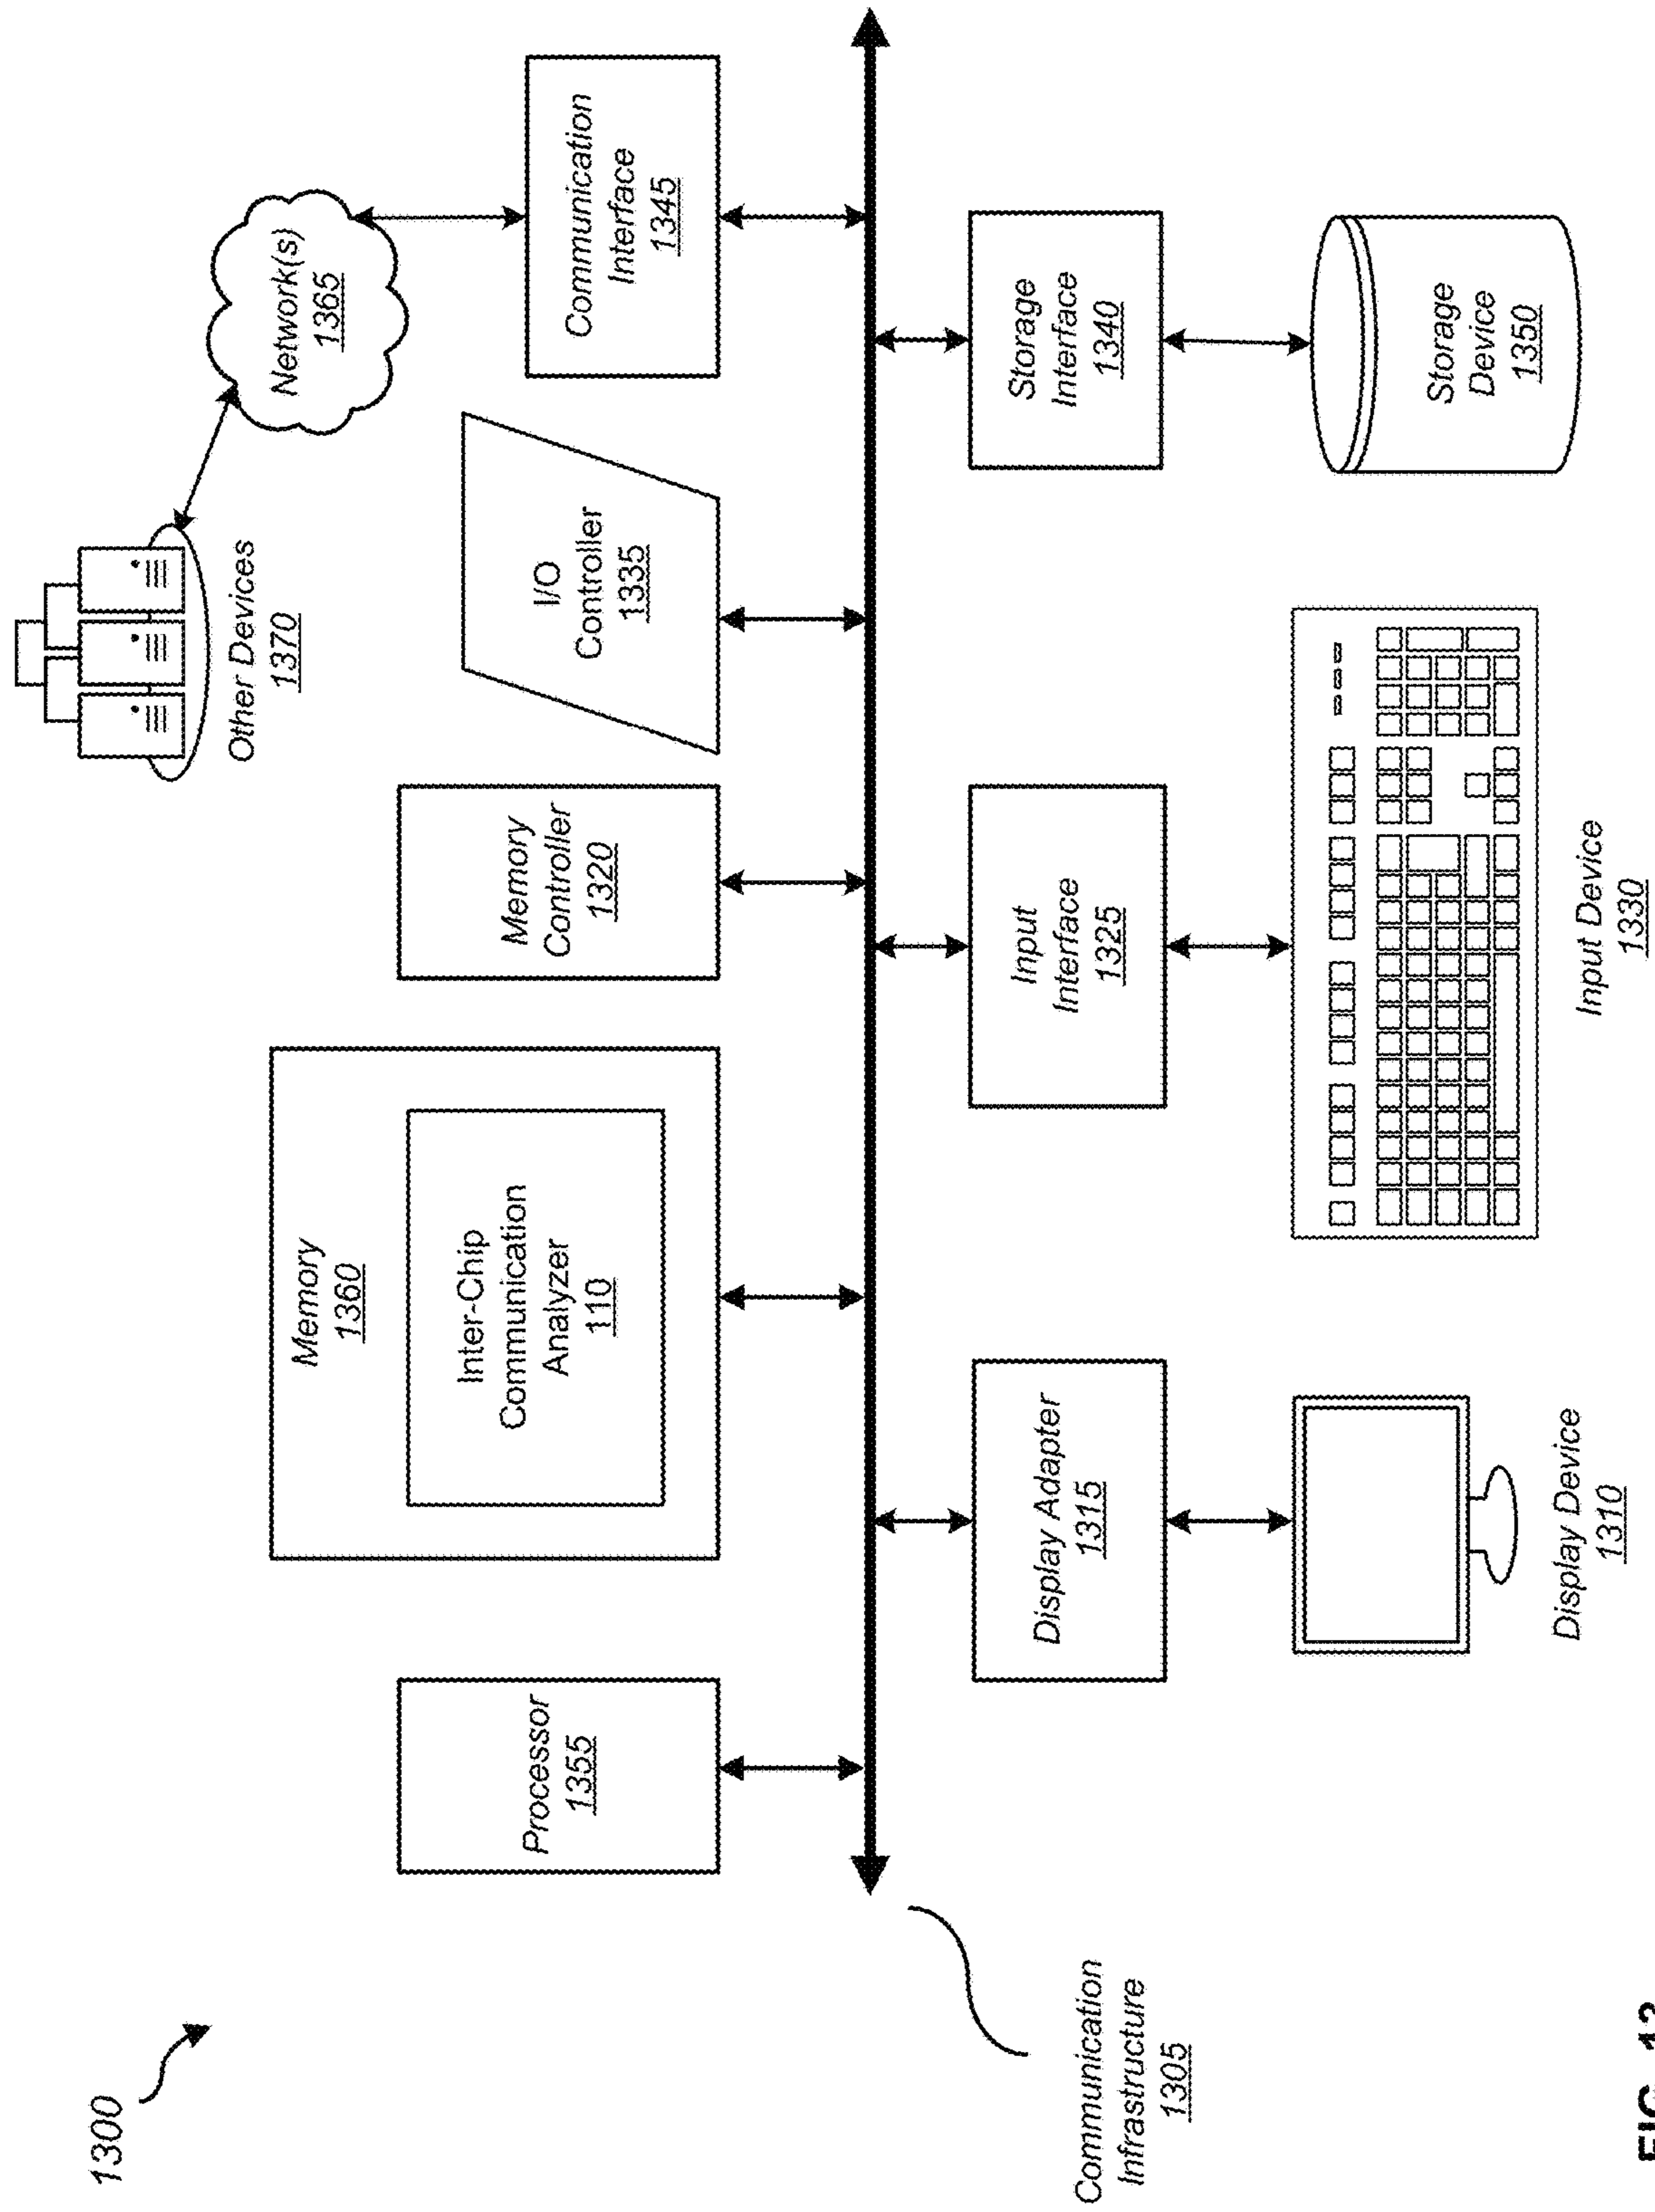 1300
Other Devices
1370
Network(s)
1365
Processor
1355
Memory
1360
Inter-Chip
Communication
Analyzer
110
Memory
Controller
1320
I/O
Controller
1335
Communication
Interface
1345
Communication
Infrastructure
1305
Display Adapter
1315
Input
Interface
1325
Storage
Interface
1340
Display Device
1310
Input Device
1330
Storage
Device
1350
FIG. 13